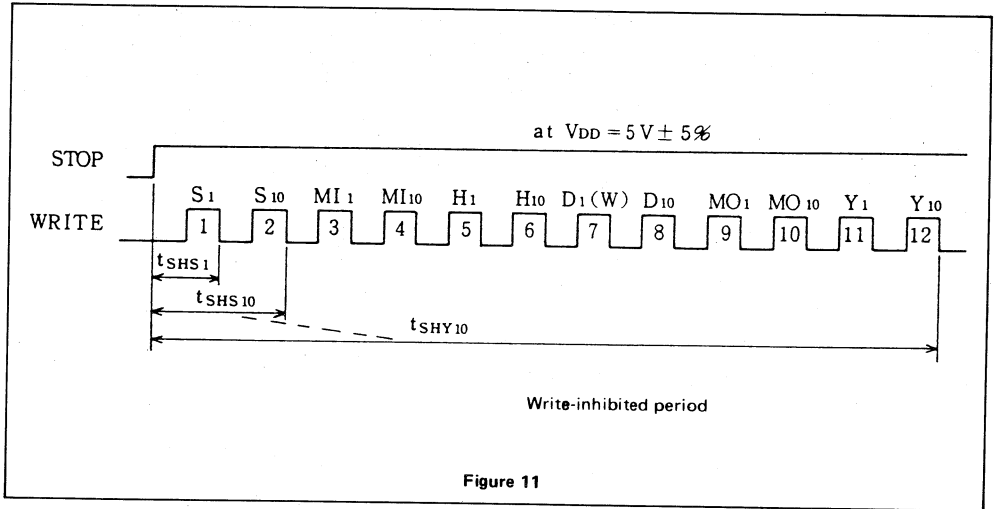 at VDD = 5 V ± 5%
STOP
S1 S10 MI1 MI10 H1 H10 D1(W) D10 MO1 MO10 Y1 Y10
WRITE 1 2 3 4 5 6 7 8 9 10 11 12
tSHS1
tSHS10
tSHY10
Write-inhibited period
Figure 11